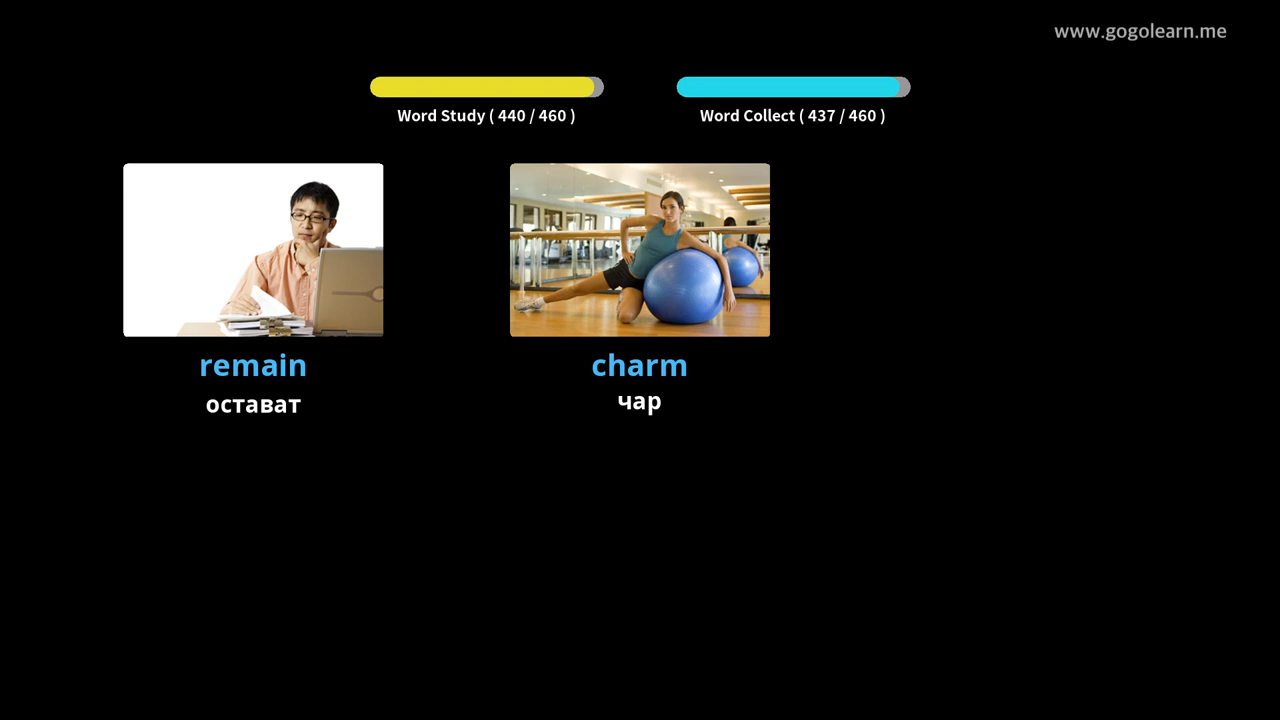 www.gogolearn.me
Word Study ( 440 / 460 )
Word Collect ( 437 / 460 )
remain
остават
charm
чар